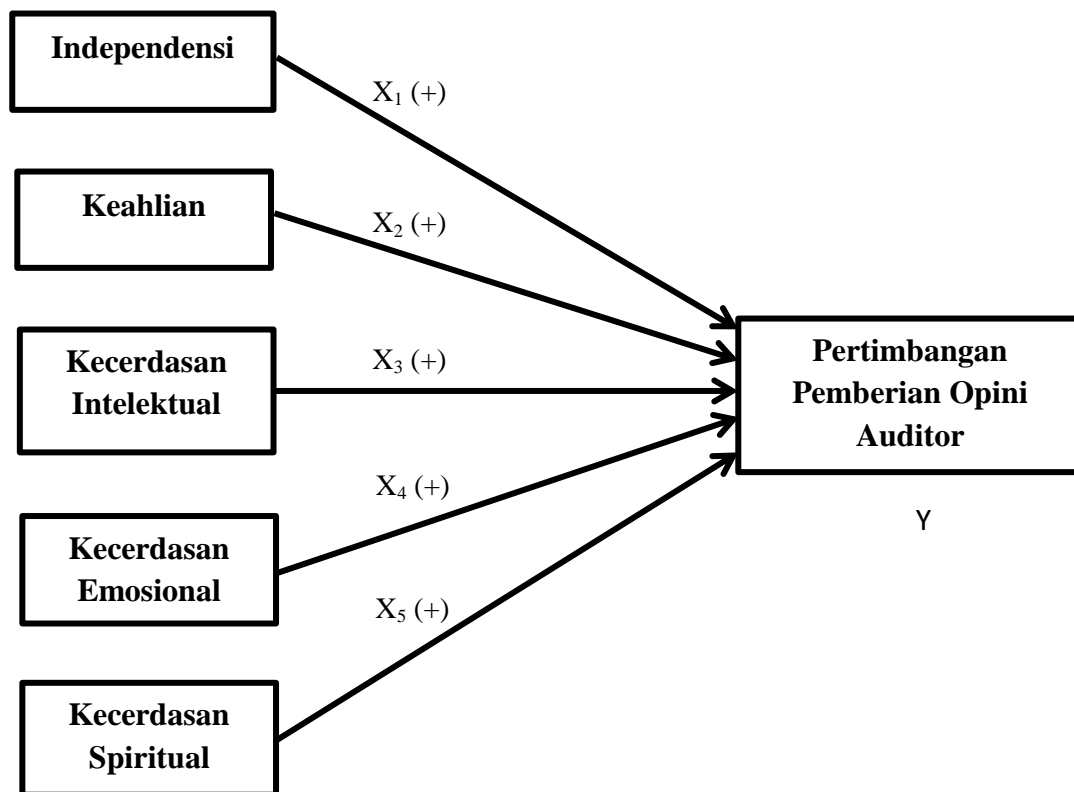 Independensi
X₁ (+)
Keahlian
X₂ (+)
Kecerdasan
Intelektual
X₃ (+)
Kecerdasan
Emosional
X₄ (+)
Kecerdasan
Spiritual
X₅ (+)
Pertimbangan
Pemberian Opini
Auditor
Y